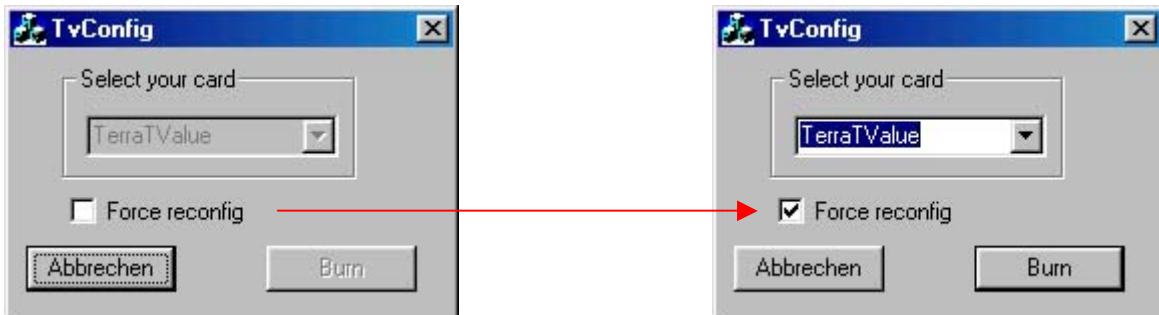 TvConfig
Select your card
TerraTValue
Force reconfig
Abbrechen
Burn
TvConfig
Select your card
TerraTValue
Force reconfig
Abbrechen
Burn